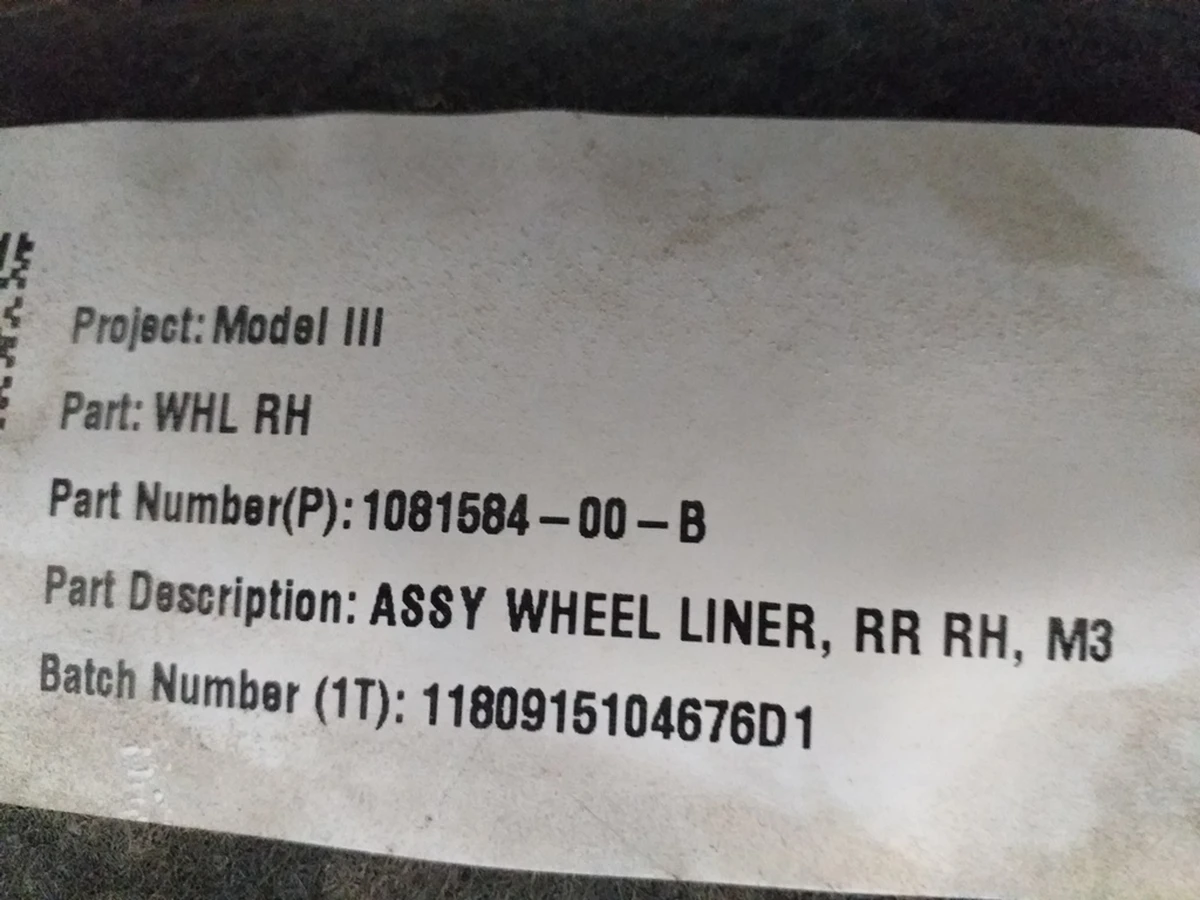 Project: Model III
Part: WHL RH
Part Number(P): 1081584-00-B
Part Description: ASSY WHEEL LINER, RR RH, M3
Batch Number (1T): 1180915104676D1